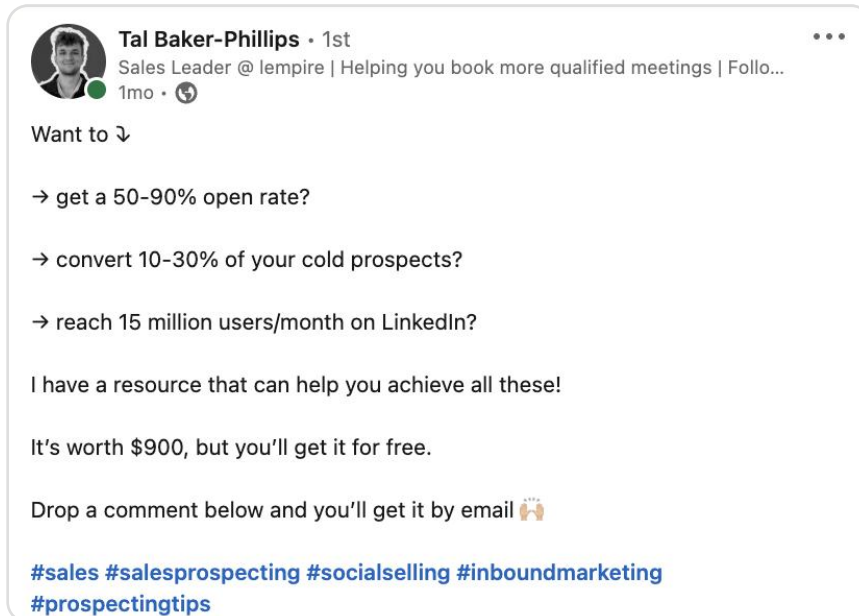 Tal Baker-Phillips • 1st
Sales Leader @ lempire | Helping you book more qualified meetings | Follo...
1mo •
Want to ⤵
→ get a 50-90% open rate?
→ convert 10-30% of your cold prospects?
→ reach 15 million users/month on LinkedIn?
I have a resource that can help you achieve all these!
It's worth $900, but you'll get it for free.
Drop a comment below and you'll get it by email 🙌🏼
#sales #salesprospecting #socialselling #inboundmarketing
#prospectingtips